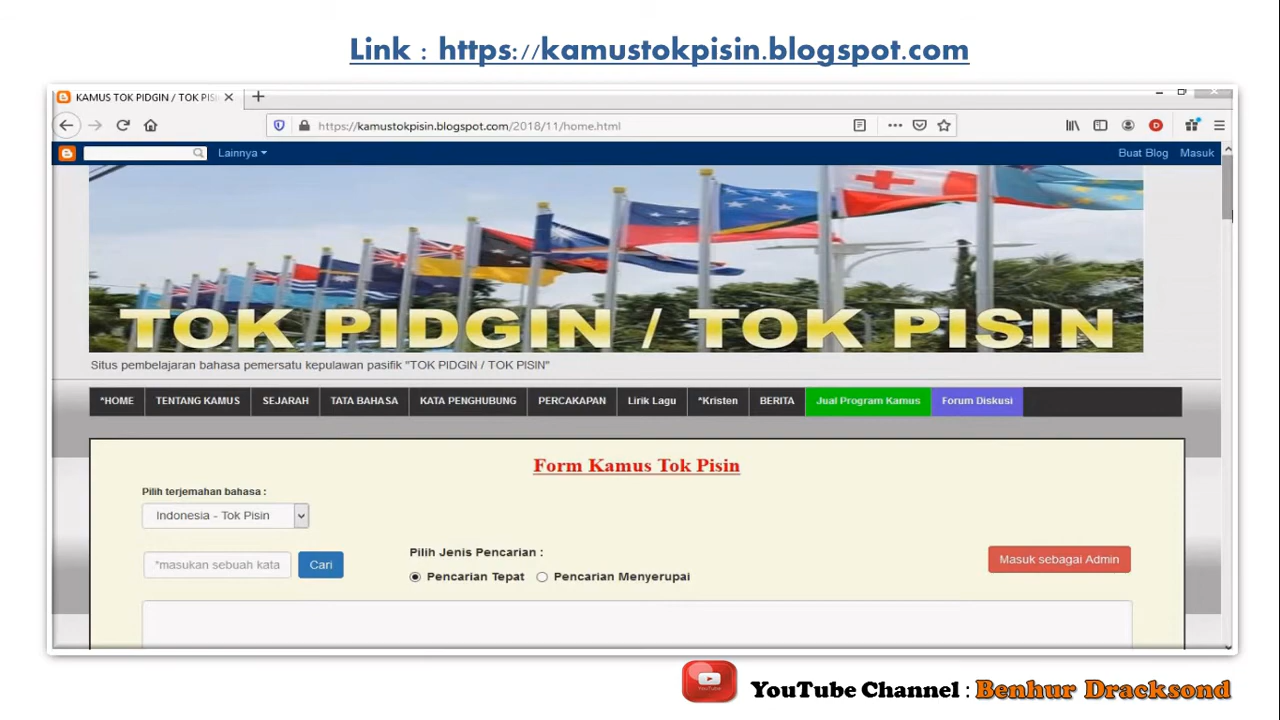 Link : https://kamustokpisin.blogspot.com
KAMUS TOK PIDGIN / TOK PIS
https://kamustokpisin.blogspot.com/2018/11/home.html
Lainnya
Buat Blog Masuk
TOK PIDGIN / TOK PISIN
Situs pembelajaran bahasa pemersatu kepulawan pasifik "TOK PIDGIN / TOK PISIN"
*HOME TENTANG KAMUS SEJARAH TATA BAHASA KATA PENGHUBUNG PERCAKAPAN Lirik Lagu *Kristen BERITA Jual Program Kamus Forum Diskusi
Form Kamus Tok Pisin
Pilih terjemahan bahasa :
Indonesia - Tok Pisin
Pilih Jenis Pencarian :
*masukan sebuah kata Cari
Masuk sebagai Admin
Pencarian Tepat Pencarian Menyerupai
YouTube
YouTube Channel : Benhur Dracksond